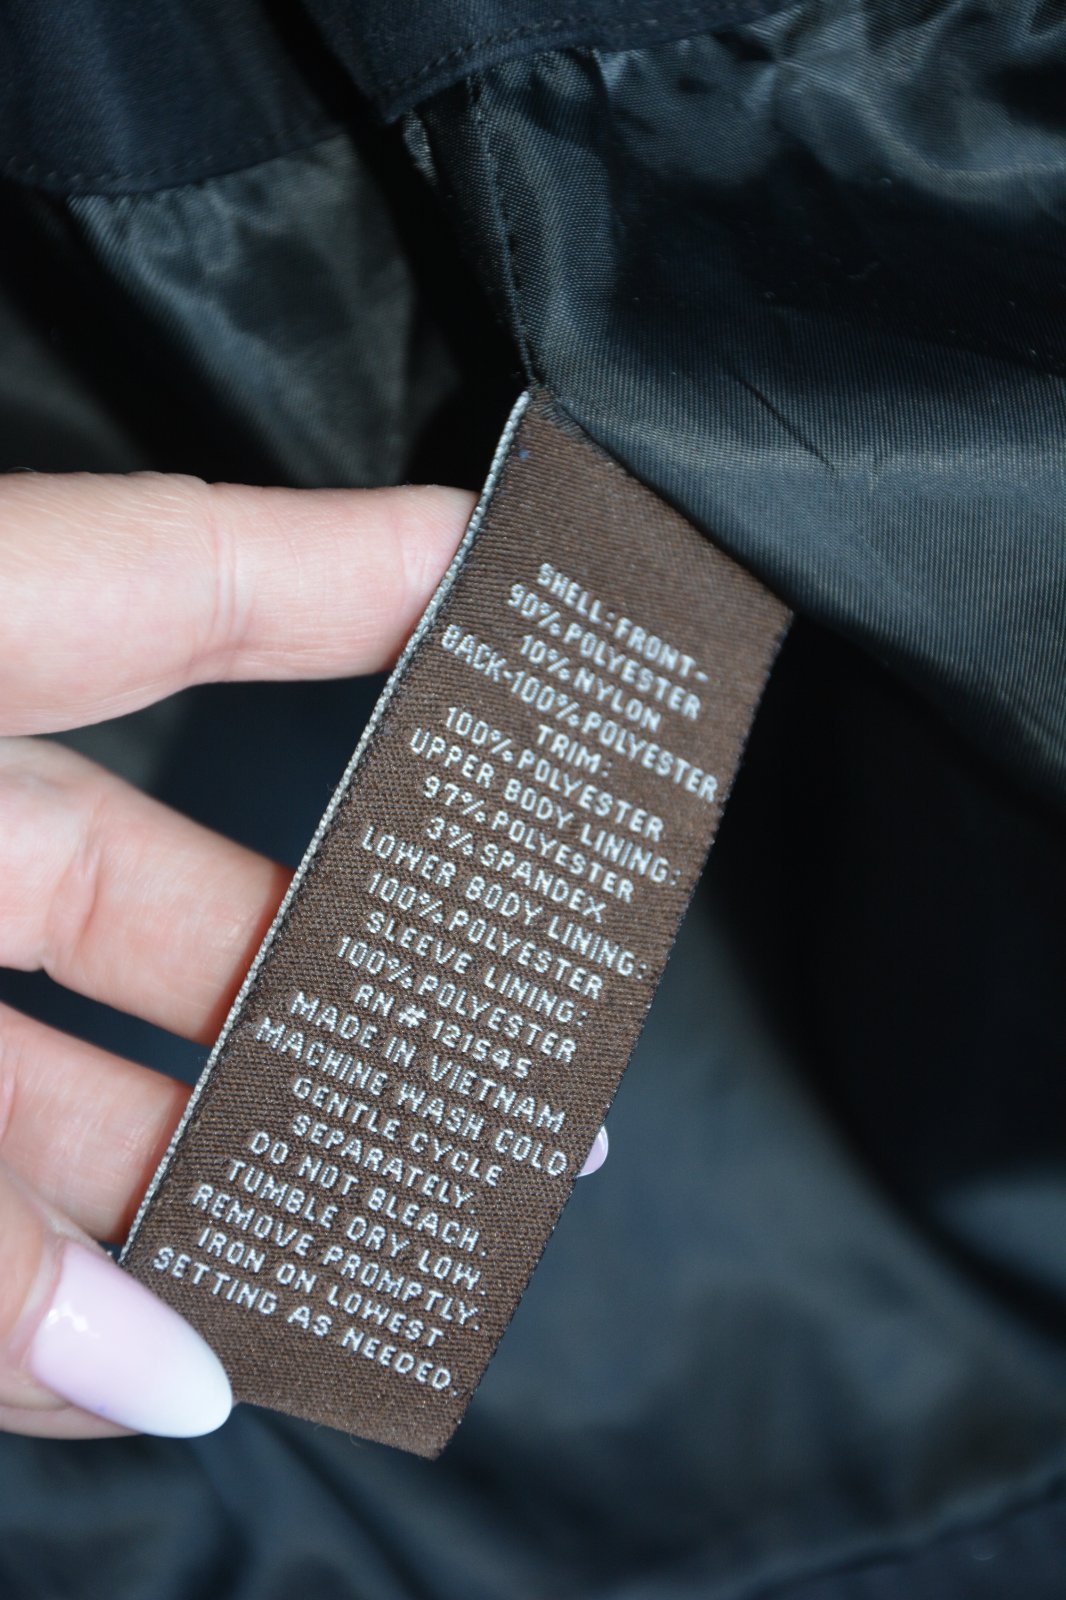 SHELL:FRONT-
90% POLYESTER
10% NYLON
BACK-100% POLYESTER
TRIM:
100% POLYESTER
UPPER BODY LINING:
97% POLYESTER
3% SPANDEX
LOWER BODY LINING:
100% POLYESTER
SLEEVE LINING:
100% POLYESTER
RN # 121545
MADE IN VIETNAM
MACHINE WASH COLD
GENTLE CYCLE
SEPARATELY.
DO NOT BLEACH.
TUMBLE DRY LOW.
REMOVE PROMPTLY.
IRON ON LOWEST
SETTING AS NEEDED.